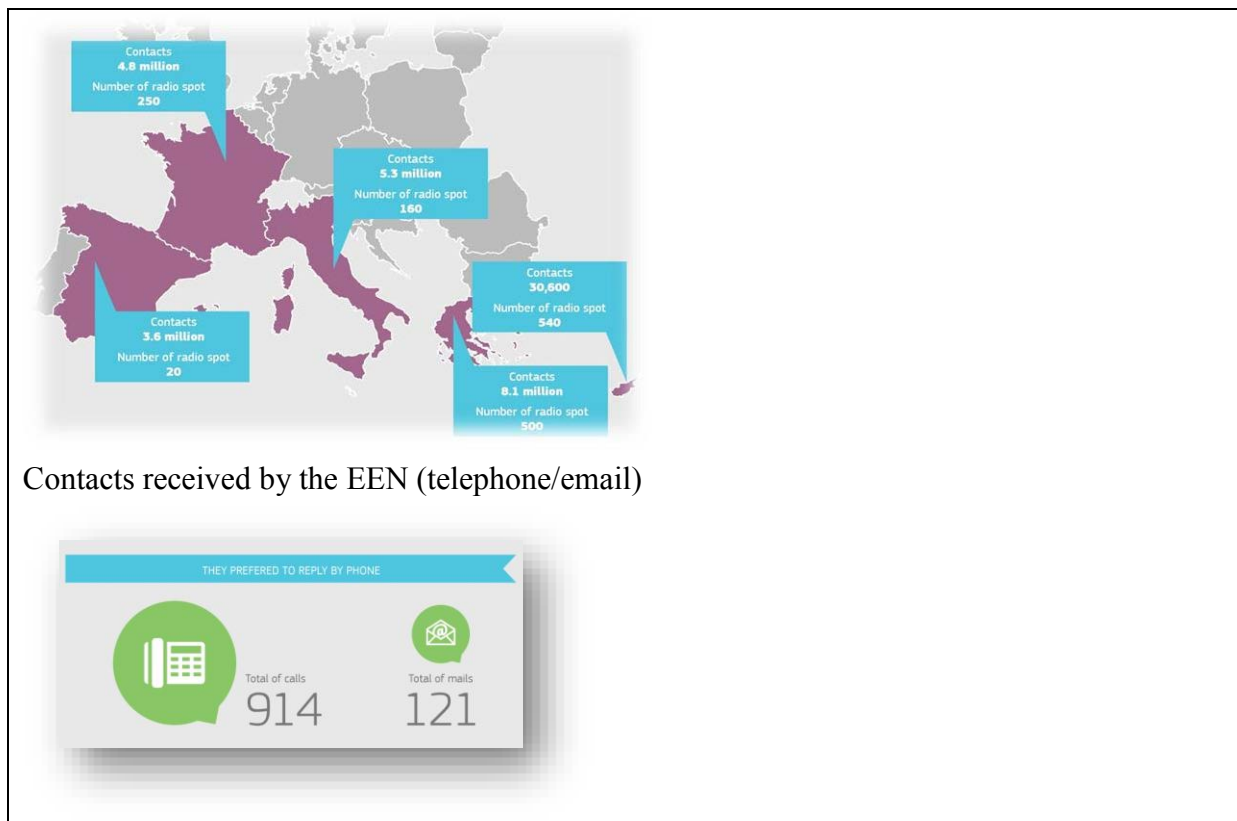 Contacts
4.8 million
Number of radio spot
250
Contacts
5.3 million
Number of radio spot
160
Contacts
30,600
Number of radio spot
540
Contacts
3.6 million
Number of radio spot
20
Contacts
8.1 million
Number of radio spot
500
Contacts received by the EEN (telephone/email)
THEY PREFERED TO REPLY BY PHONE
Total of calls
914
Total of mails
121